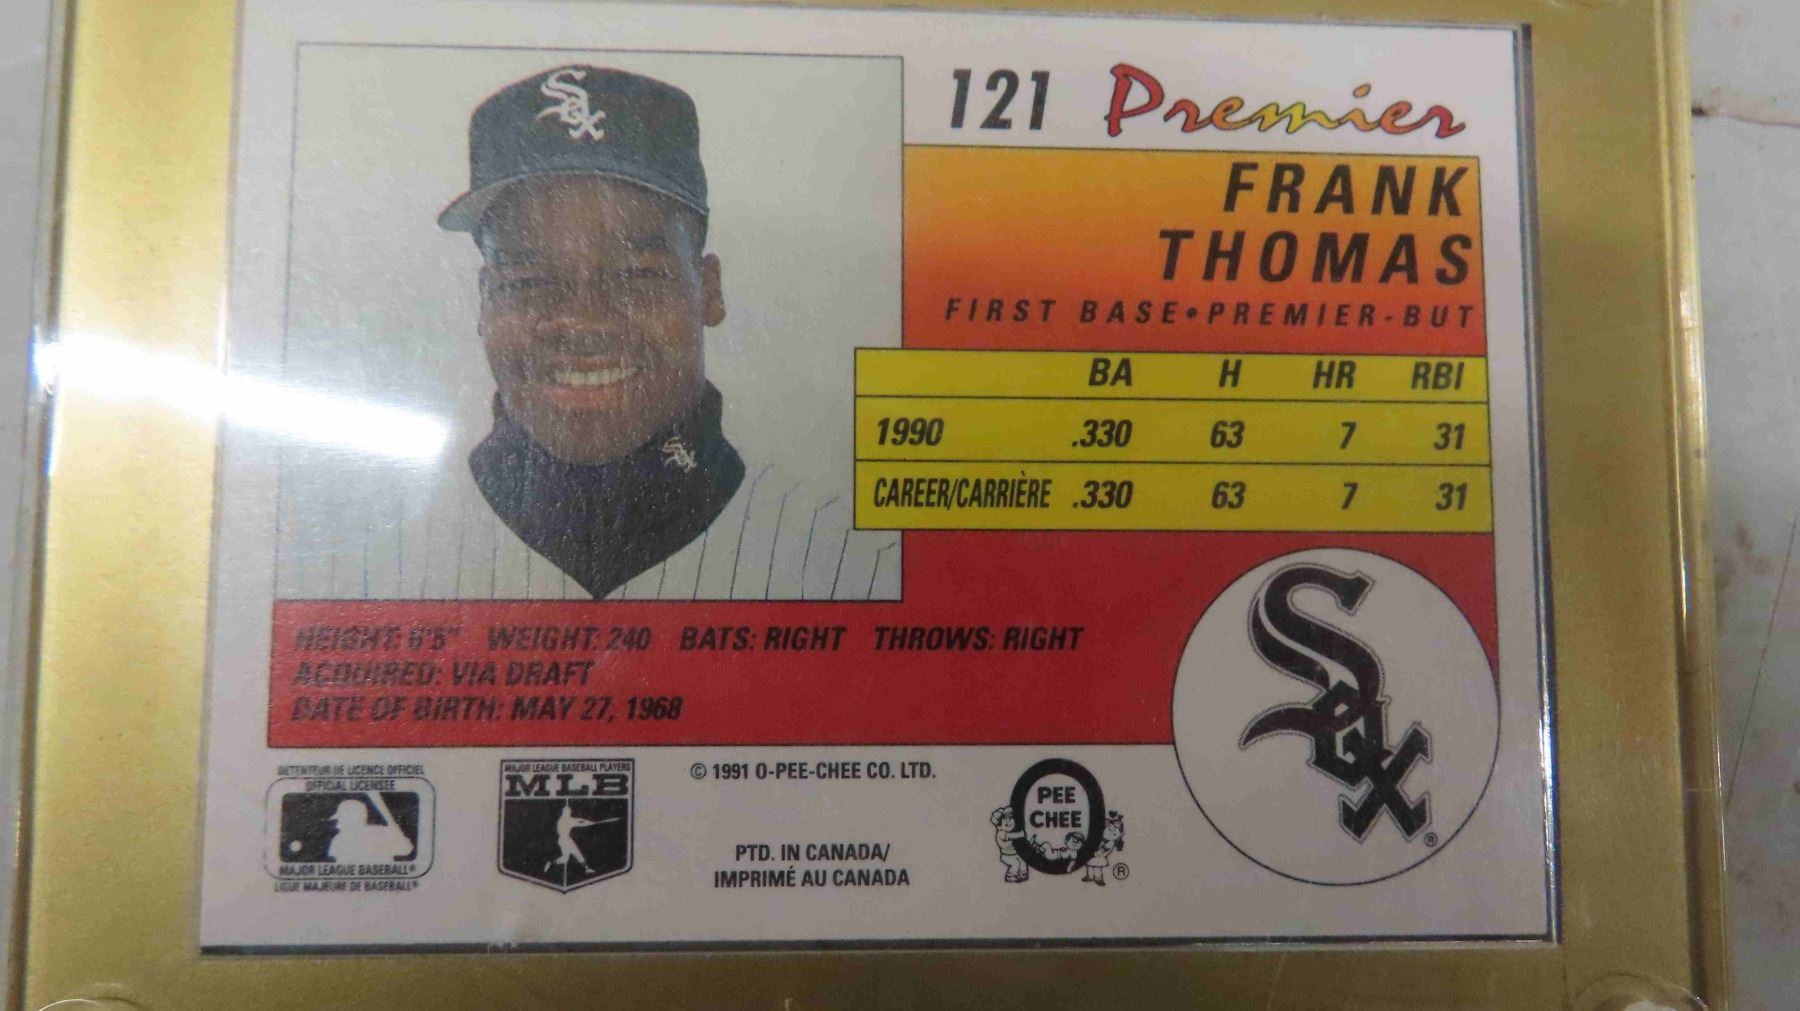 Sox
Sox
121 Premier
FRANK
THOMAS
FIRST BASE•PREMIER-BUT
BA H HR RBI
1990 .330 63 7 31
CAREER/CARRIÈRE .330 63 7 31
HEIGHT: 6'5" WEIGHT: 240 BATS: RIGHT THROWS: RIGHT
ACQUIRED: VIA DRAFT
DATE OF BIRTH: MAY 27, 1968
Sox
®
DETENTEUR DE LICENCE OFFICIEL
OFFICIAL LICENSEE
MAJOR LEAGUE BASEBALL®
LIGUE MAJEURE DE BASEBALL®
MAJOR LEAGUE BASEBALL PLAYERS
MLB
© 1991 O-PEE-CHEE CO. LTD.
PTD. IN CANADA/
IMPRIMÉ AU CANADA
O
PEE
CHEE
®